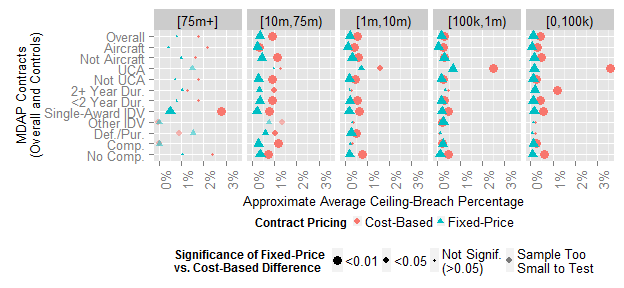 [75m+] [10m,75m) [1m,10m) [100k,1m) [0,100k)
MDAP Contracts
(Overall and Controls)
Overall
Aircraft
Not Aircraft
UCA
Not UCA
2+ Year Dur.
<2 Year Dur.
Single-Award IDV
Other IDV
Def./Pur.
Comp.
No Comp.
0% 1% 2% 3% 0% 1% 2% 3% 0% 1% 2% 3% 0% 1% 2% 3% 0% 1% 2% 3%
Approximate Average Ceiling-Breach Percentage
Contract Pricing Cost-Based Fixed-Price
Significance of Fixed-Price
vs. Cost-Based Difference
<0.01 <0.05
Not Signif.
(>0.05)
Sample Too
Small to Test